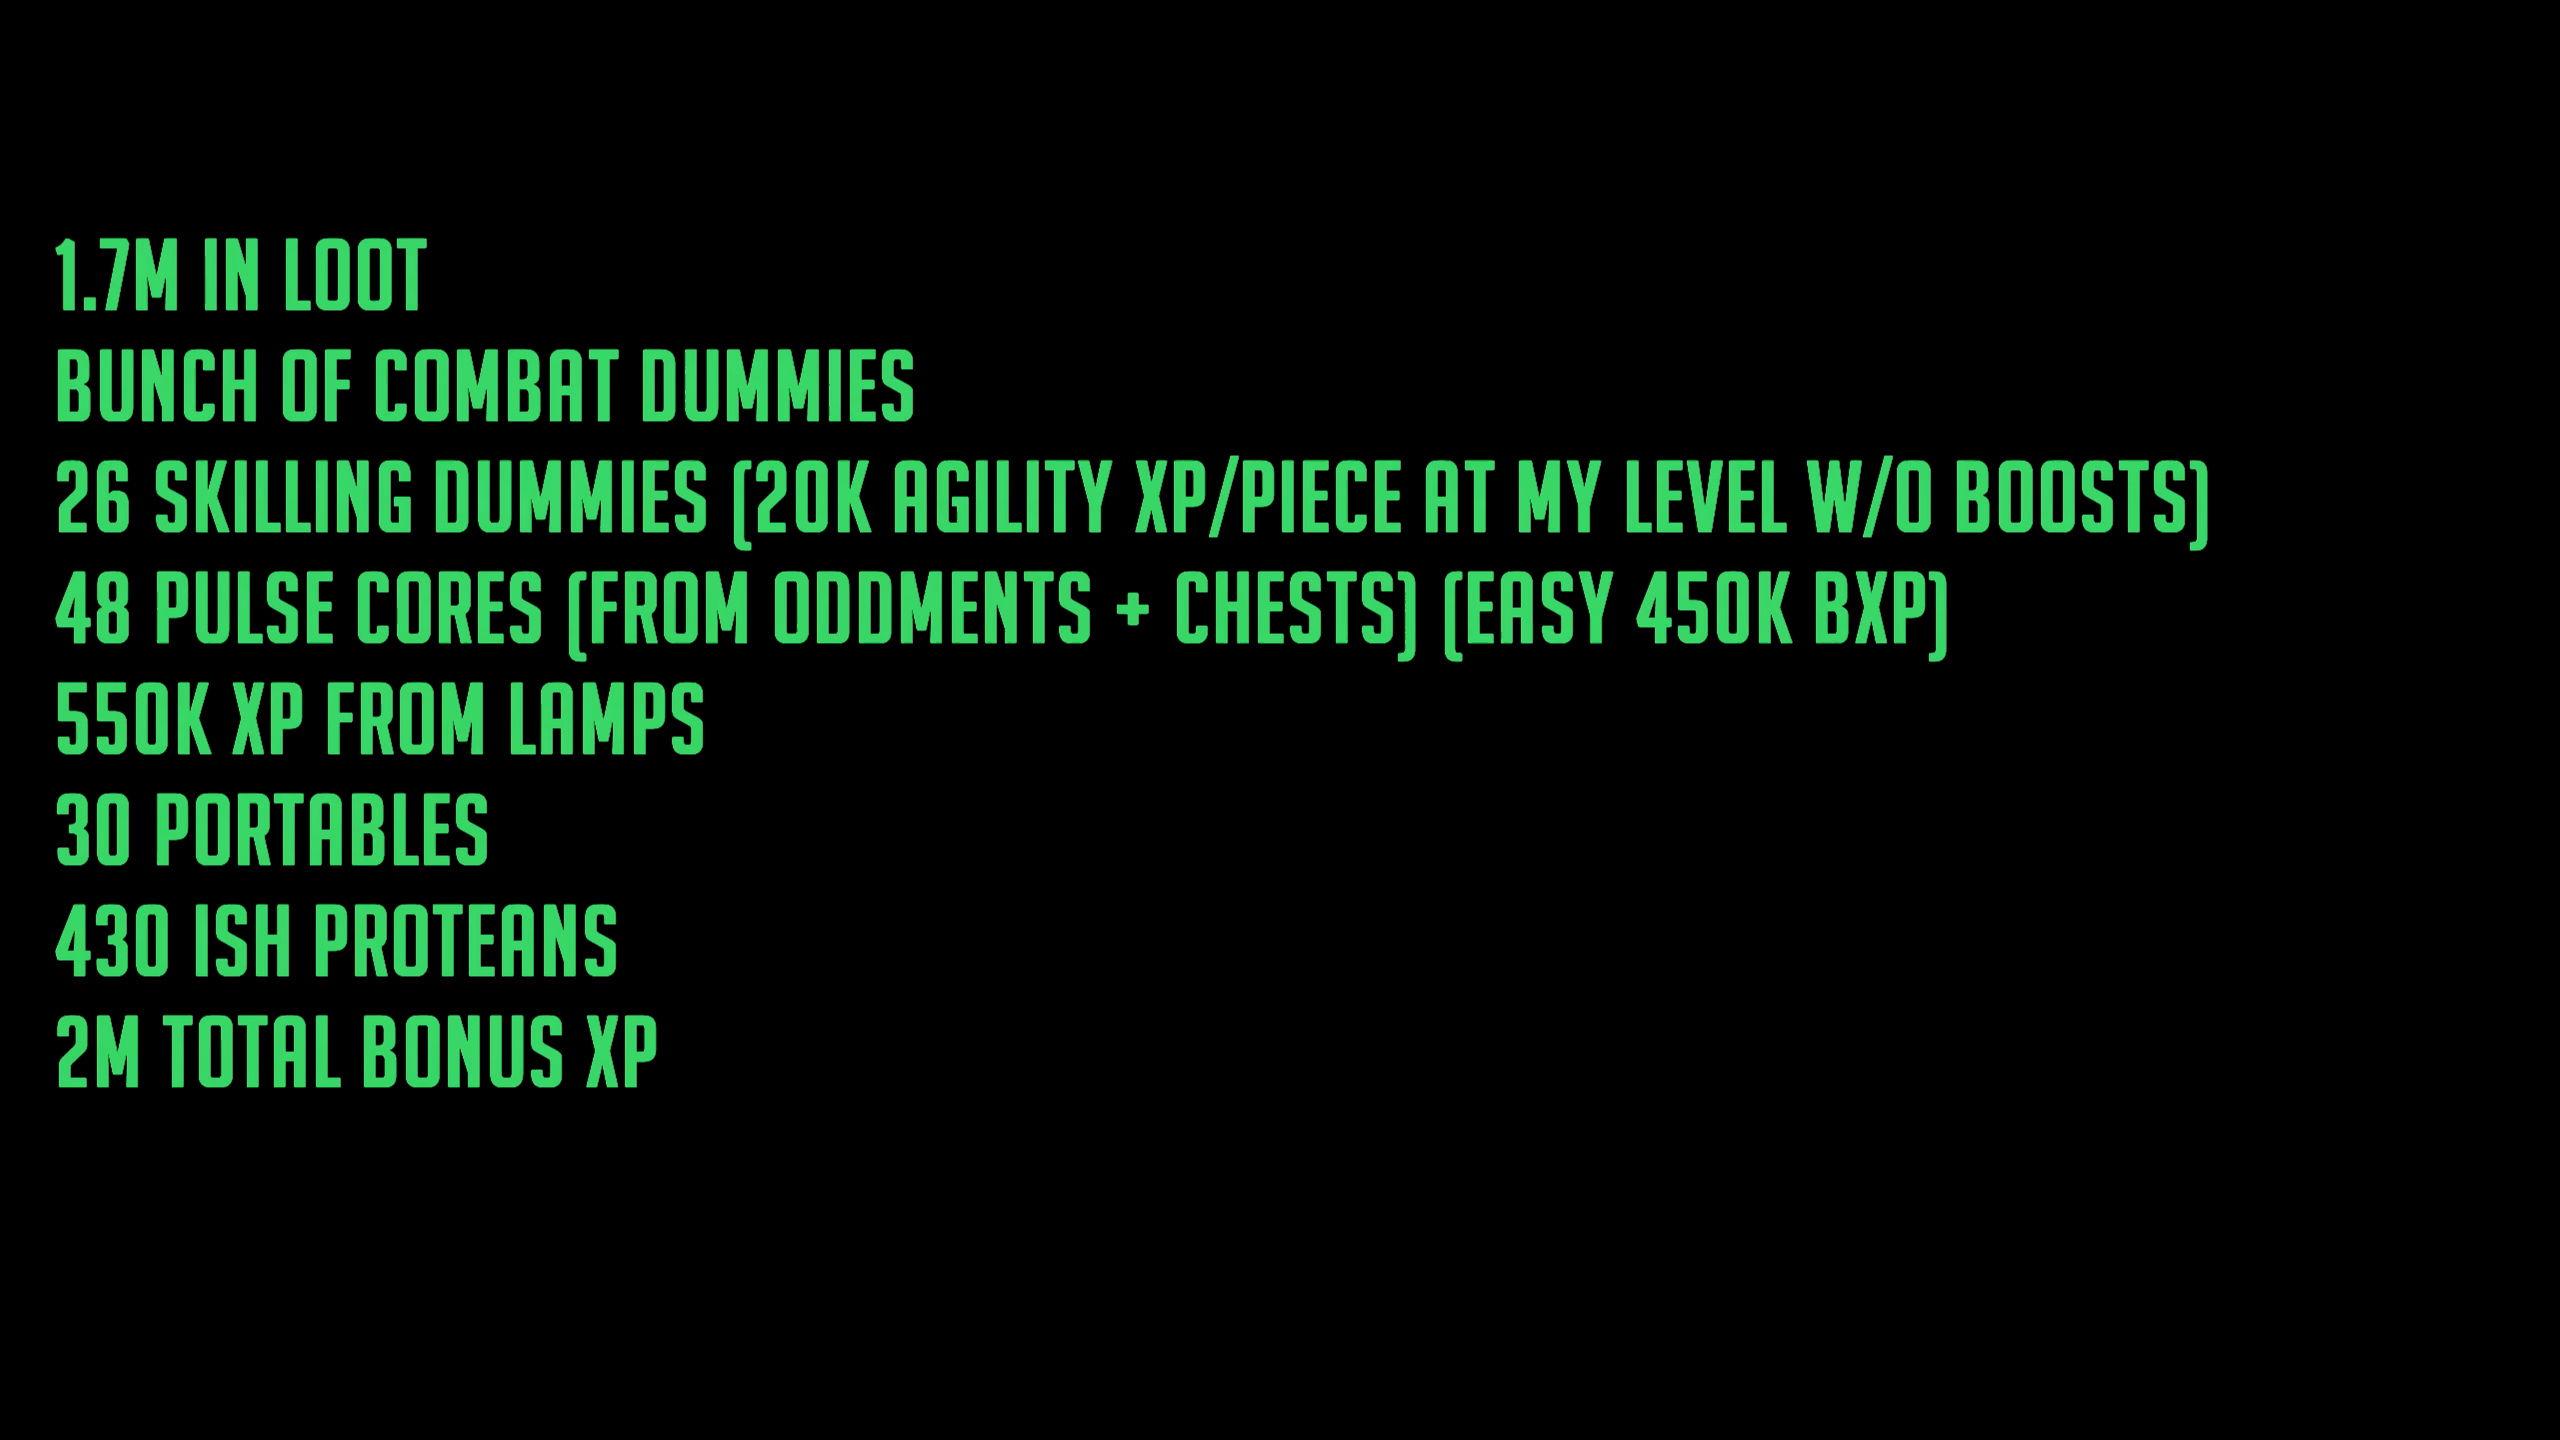 1.7M IN LOOT
BUNCH OF COMBAT DUMMIES
26 SKILLING DUMMIES (20K AGILITY XP/PIECE AT MY LEVEL W/O BOOSTS)
48 PULSE CORES (FROM ODDMENTS + CHESTS) (EASY 450K BXP)
550K XP FROM LAMPS
30 PORTABLES
430 ISH PROTEANS
2M TOTAL BONUS XP